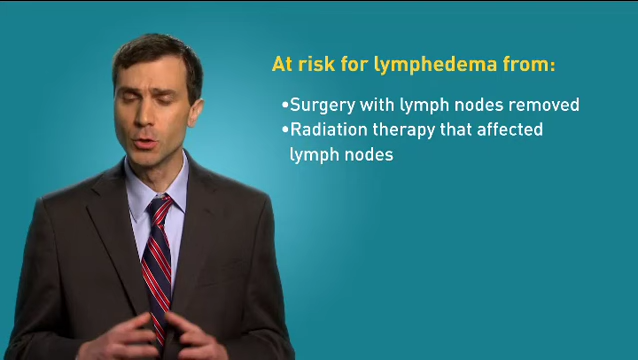 At risk for lymphedema from:
•Surgery with lymph nodes removed
•Radiation therapy that affected
lymph nodes